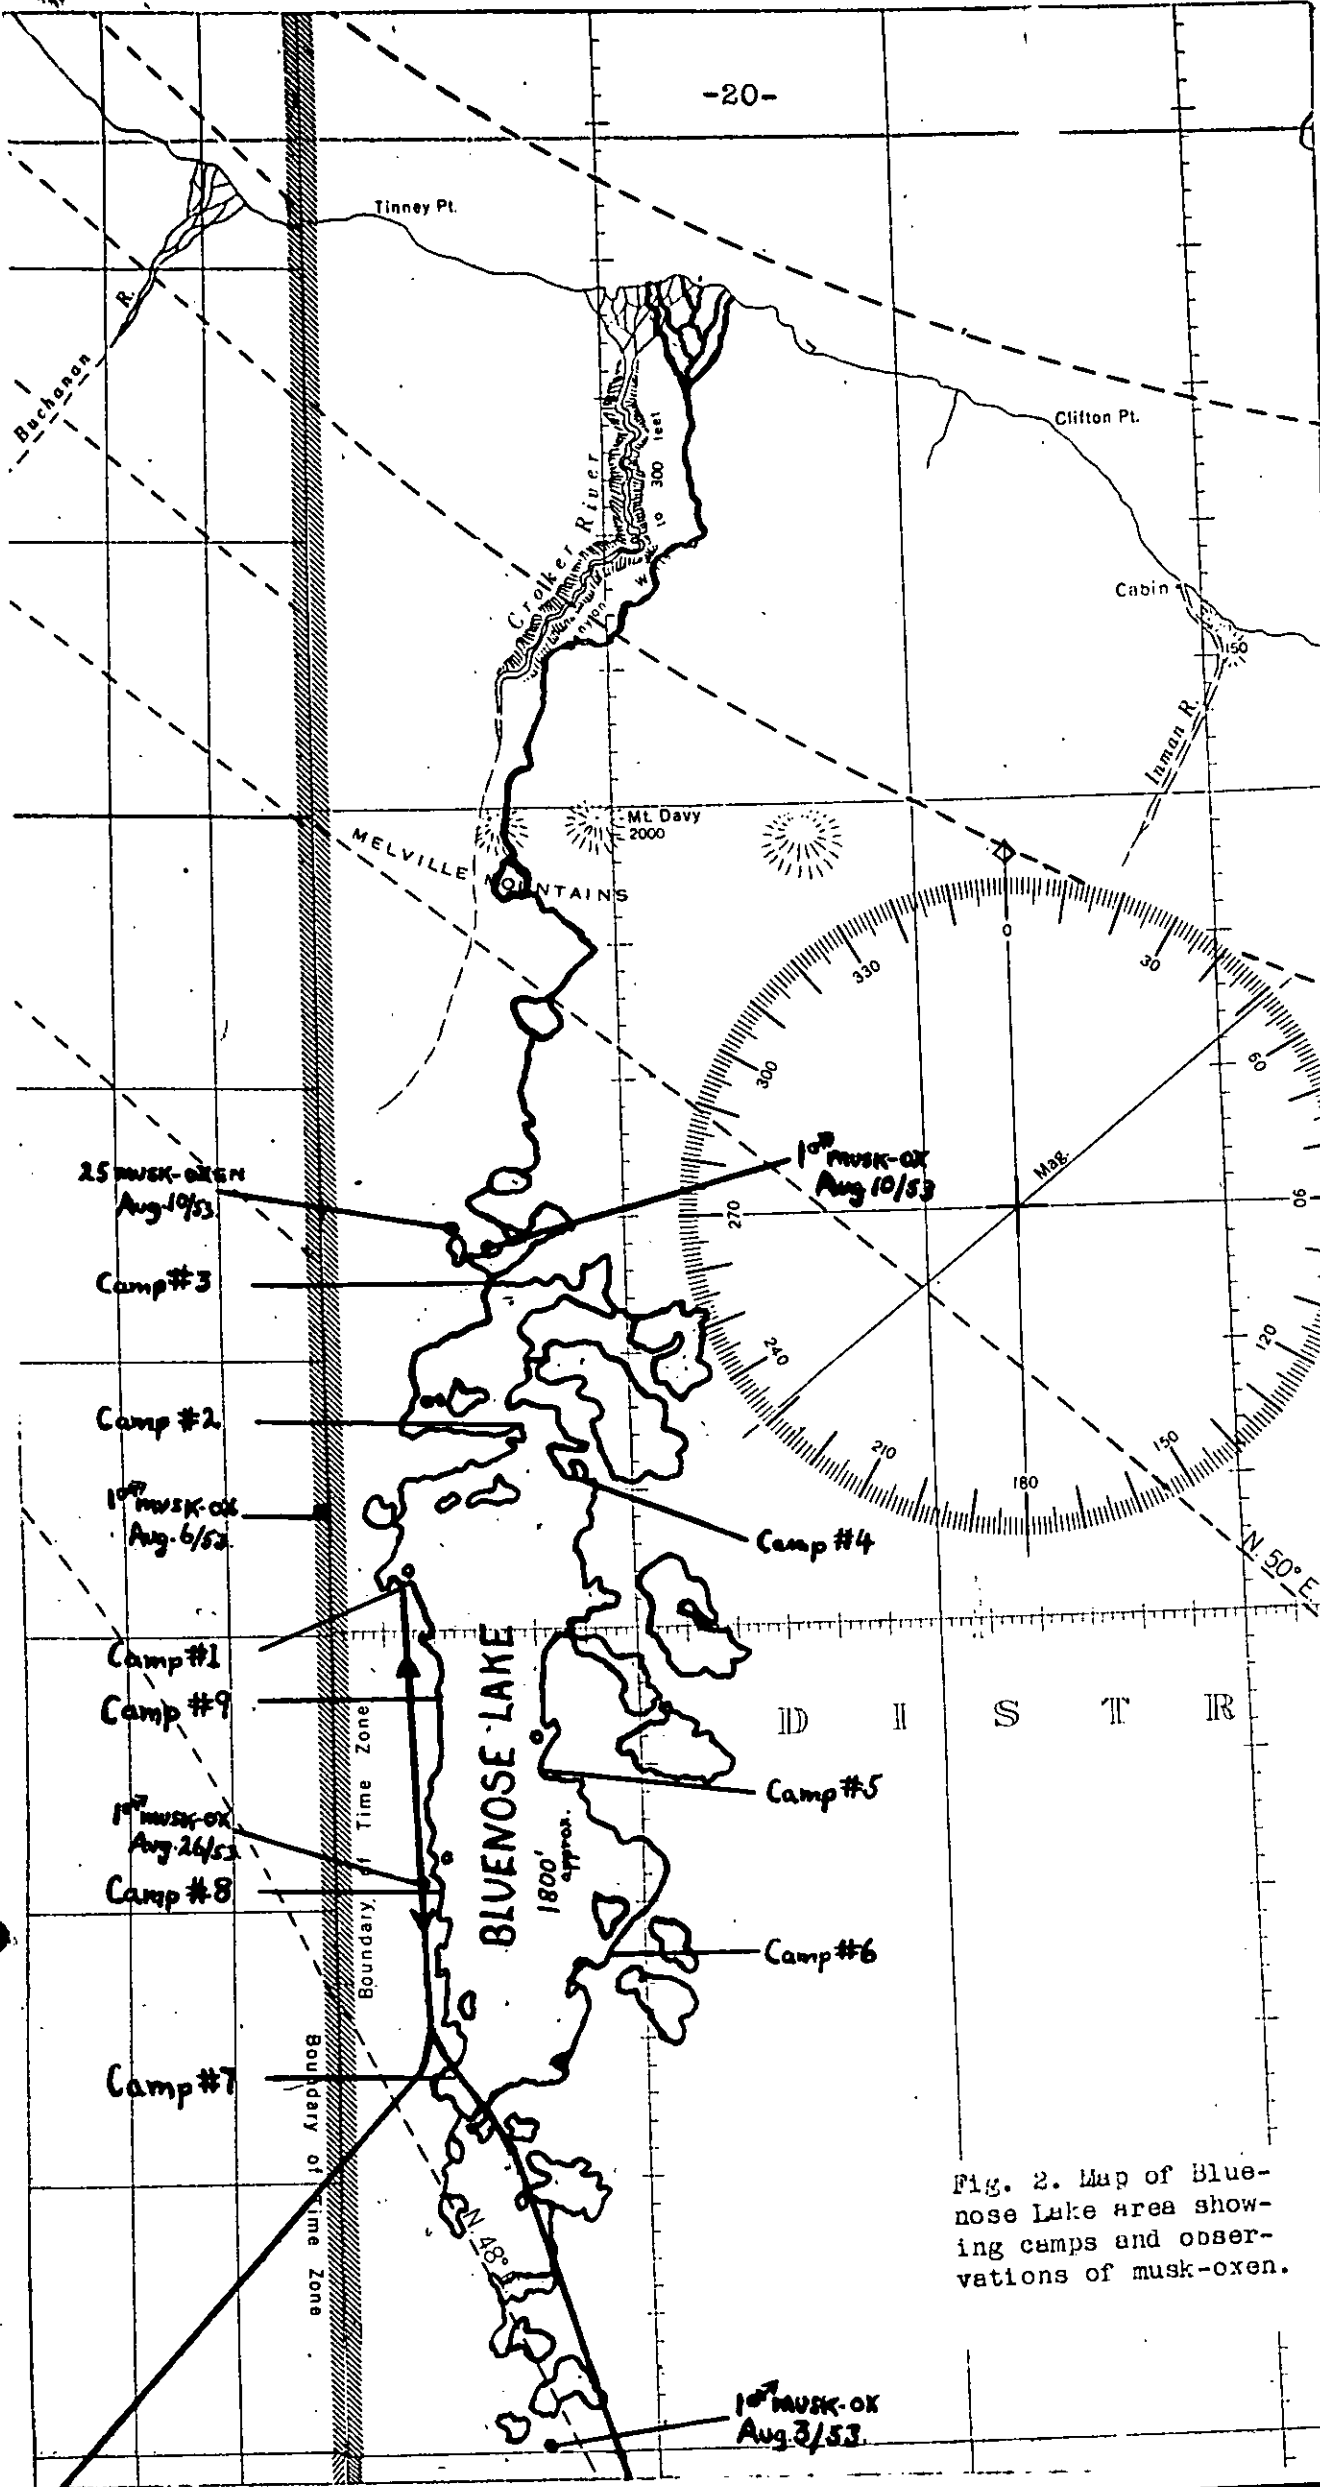 -20-
Tinney Pt.
Buchanan R.
Clifton Pt.
Crolker River
300 feet
Cabin
150
Inman R.
Mt. Davy
2000
MELVILLE MOUNTAINS
0
30
60
90
120
150
180
210
240
270
300
330
Mag.
25 MUSK-OXEN
Aug.10/53
1♂ MUSK-OX
Aug 10/53
Camp #3
Camp #2
1♂ MUSK-OX
Aug. 6/53
Camp #4
N. 50° E.
Camp #1
Camp #9
BLUENOSE LAKE
1800'
approx.
Boundary of Time Zone
DISTR
Camp #5
1♂ MUSK-OX
Aug. 26/53
Camp #8
Camp #6
Camp #7
Boundary of Time Zone
N. 48°
Fig. 2. Map of Blue-
nose Lake area show-
ing camps and obser-
vations of musk-oxen.
1♂ MUSK-OX
Aug 3/53.